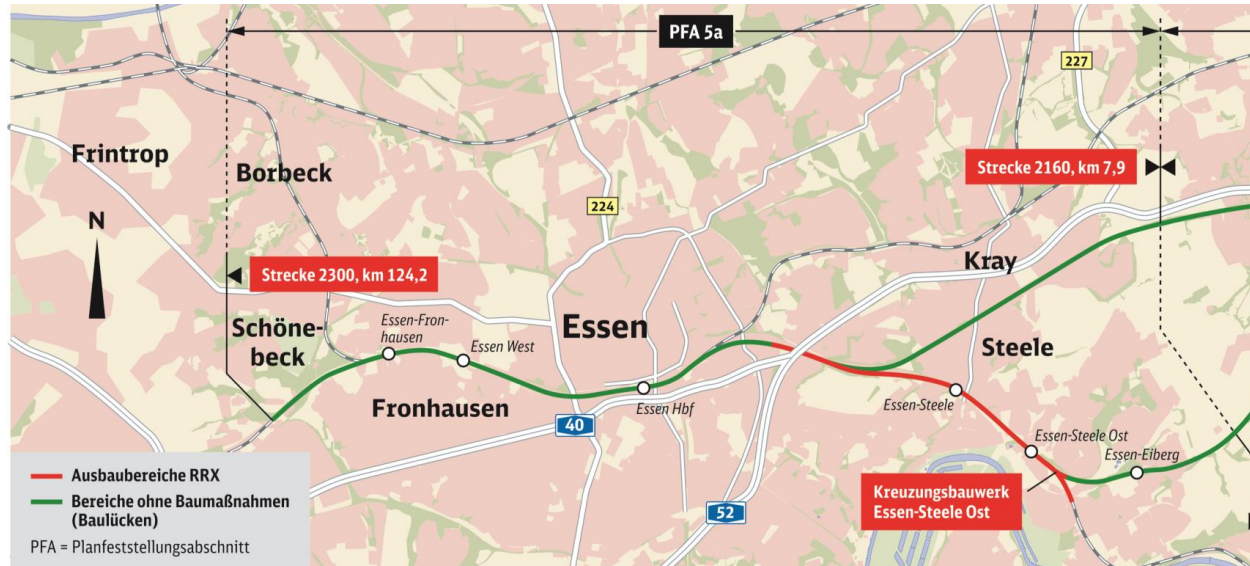 PFA 5a
227
Frintrop
Borbeck
Strecke 2160, km 7,9
N
224
Kray
Strecke 2300, km 124,2
Schöne-
beck
Essen-Fron-
hausen
Essen West
Essen
Steele
Fronhausen
Essen Hbf
Essen-Steele
40
Essen-Steele Ost
Essen-Eiberg
Kreuzungsbauwerk
Essen-Steele Ost
52
Ausbaubereiche RRX
Bereiche ohne Baumaßnahmen
(Baulücken)
PFA = Planfeststellungsabschnitt